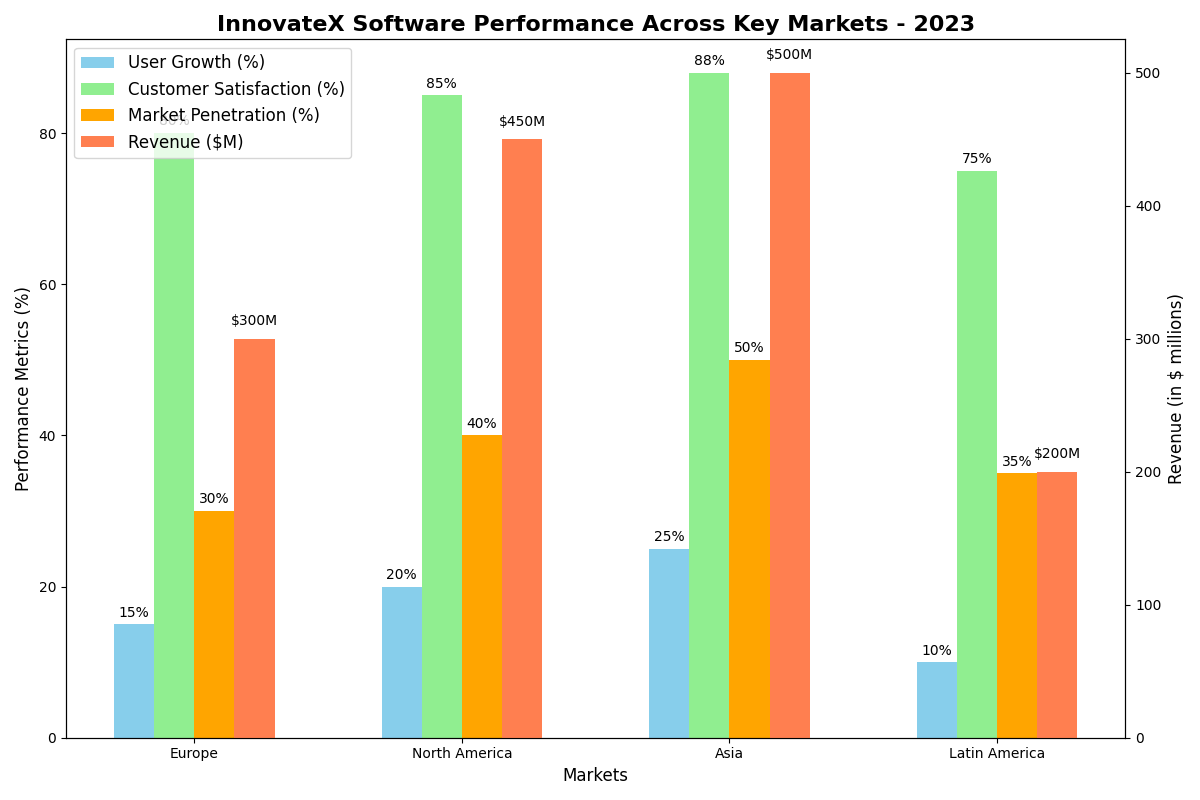 InnovateX Software Performance Across Key Markets - 2023
User Growth (%)
Customer Satisfaction (%)
Market Penetration (%)
Revenue ($M)
Performance Metrics (%)
80
60
40
20
0
Revenue (in $ millions)
500
400
300
200
100
0
15%
30%
$300M
20%
85%
40%
$450M
25%
88%
50%
$500M
10%
75%
35%
$200M
Europe
North America
Asia
Latin America
Markets